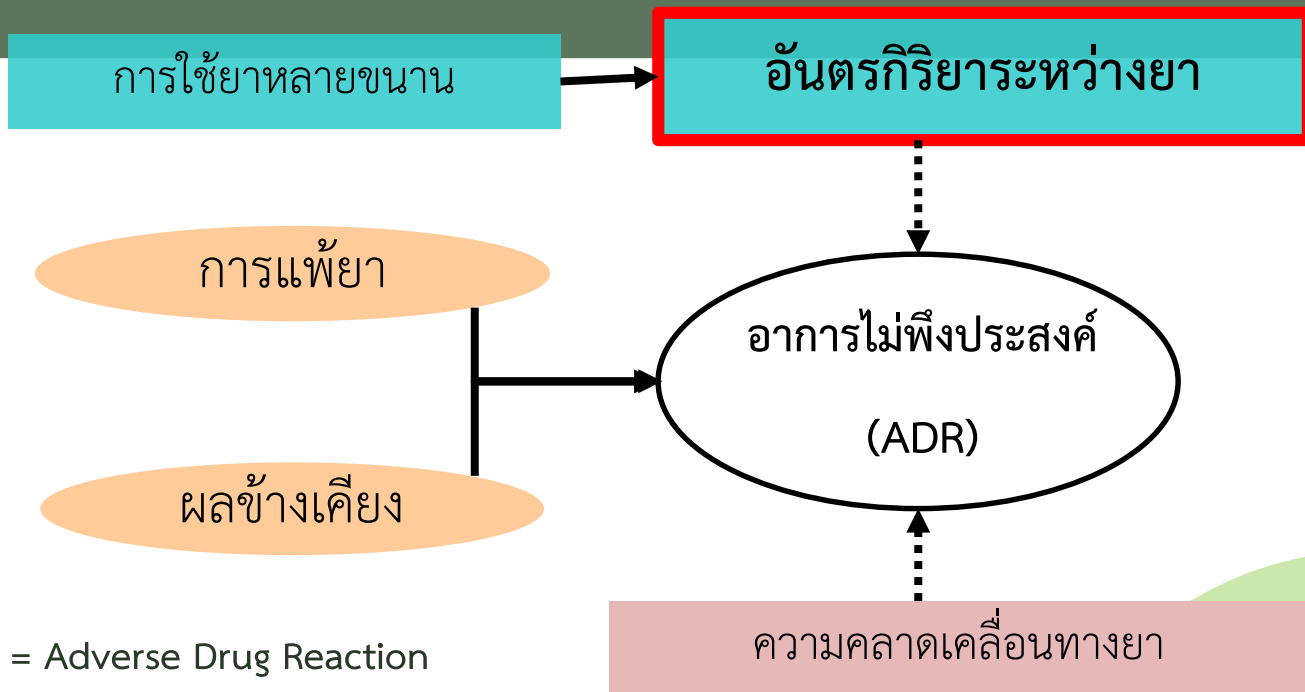 การใช้ยาหลายขนาน
อันตรกิริยาระหว่างยา
การแพ้ยา
อาการไม่พึงประสงค์
(ADR)
ผลข้างเคียง
ความคลาดเคลื่อนทางยา
= Adverse Drug Reaction